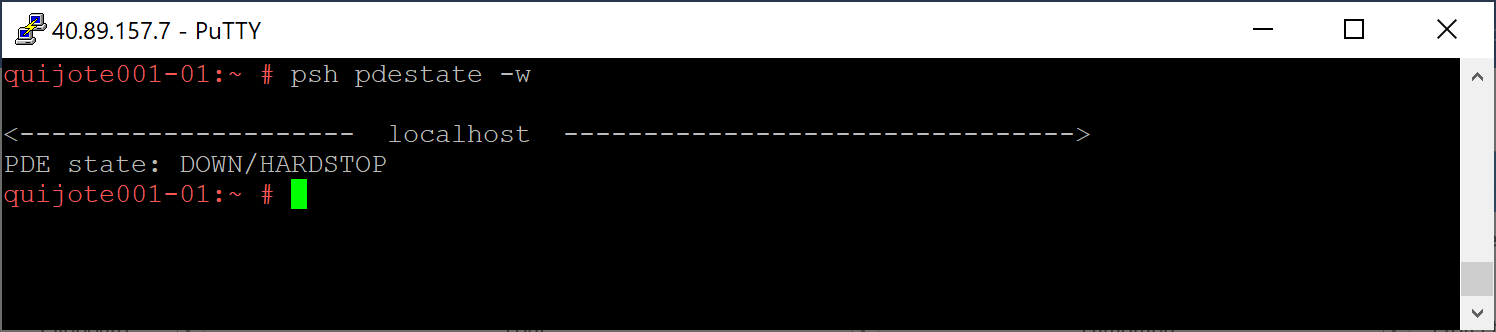 40.89.157.7 - PuTTY
quijote001-01:~ # psh pdestate -w
<---------------------  localhost  -------------------------------->
PDE state: DOWN/HARDSTOP
quijote001-01:~ #